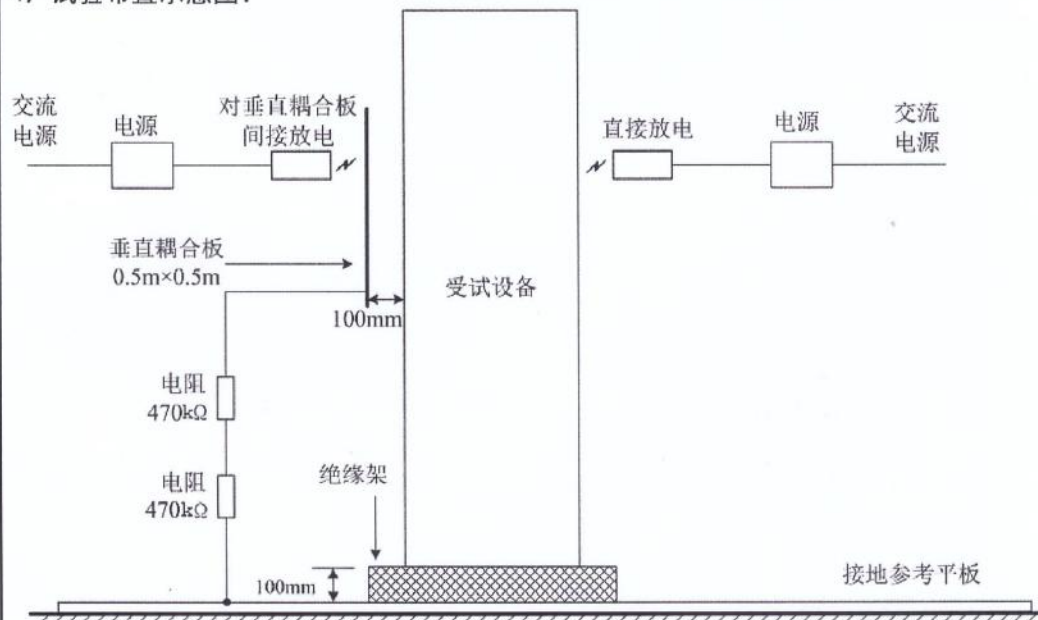 交流
电源
电源
对垂直耦合板
间接放电
直接放电
电源
交流
电源
垂直耦合板
0.5m×0.5m
100mm
受试设备
电阻
470kΩ
电阻
470kΩ
绝缘架
100mm
接地参考平板